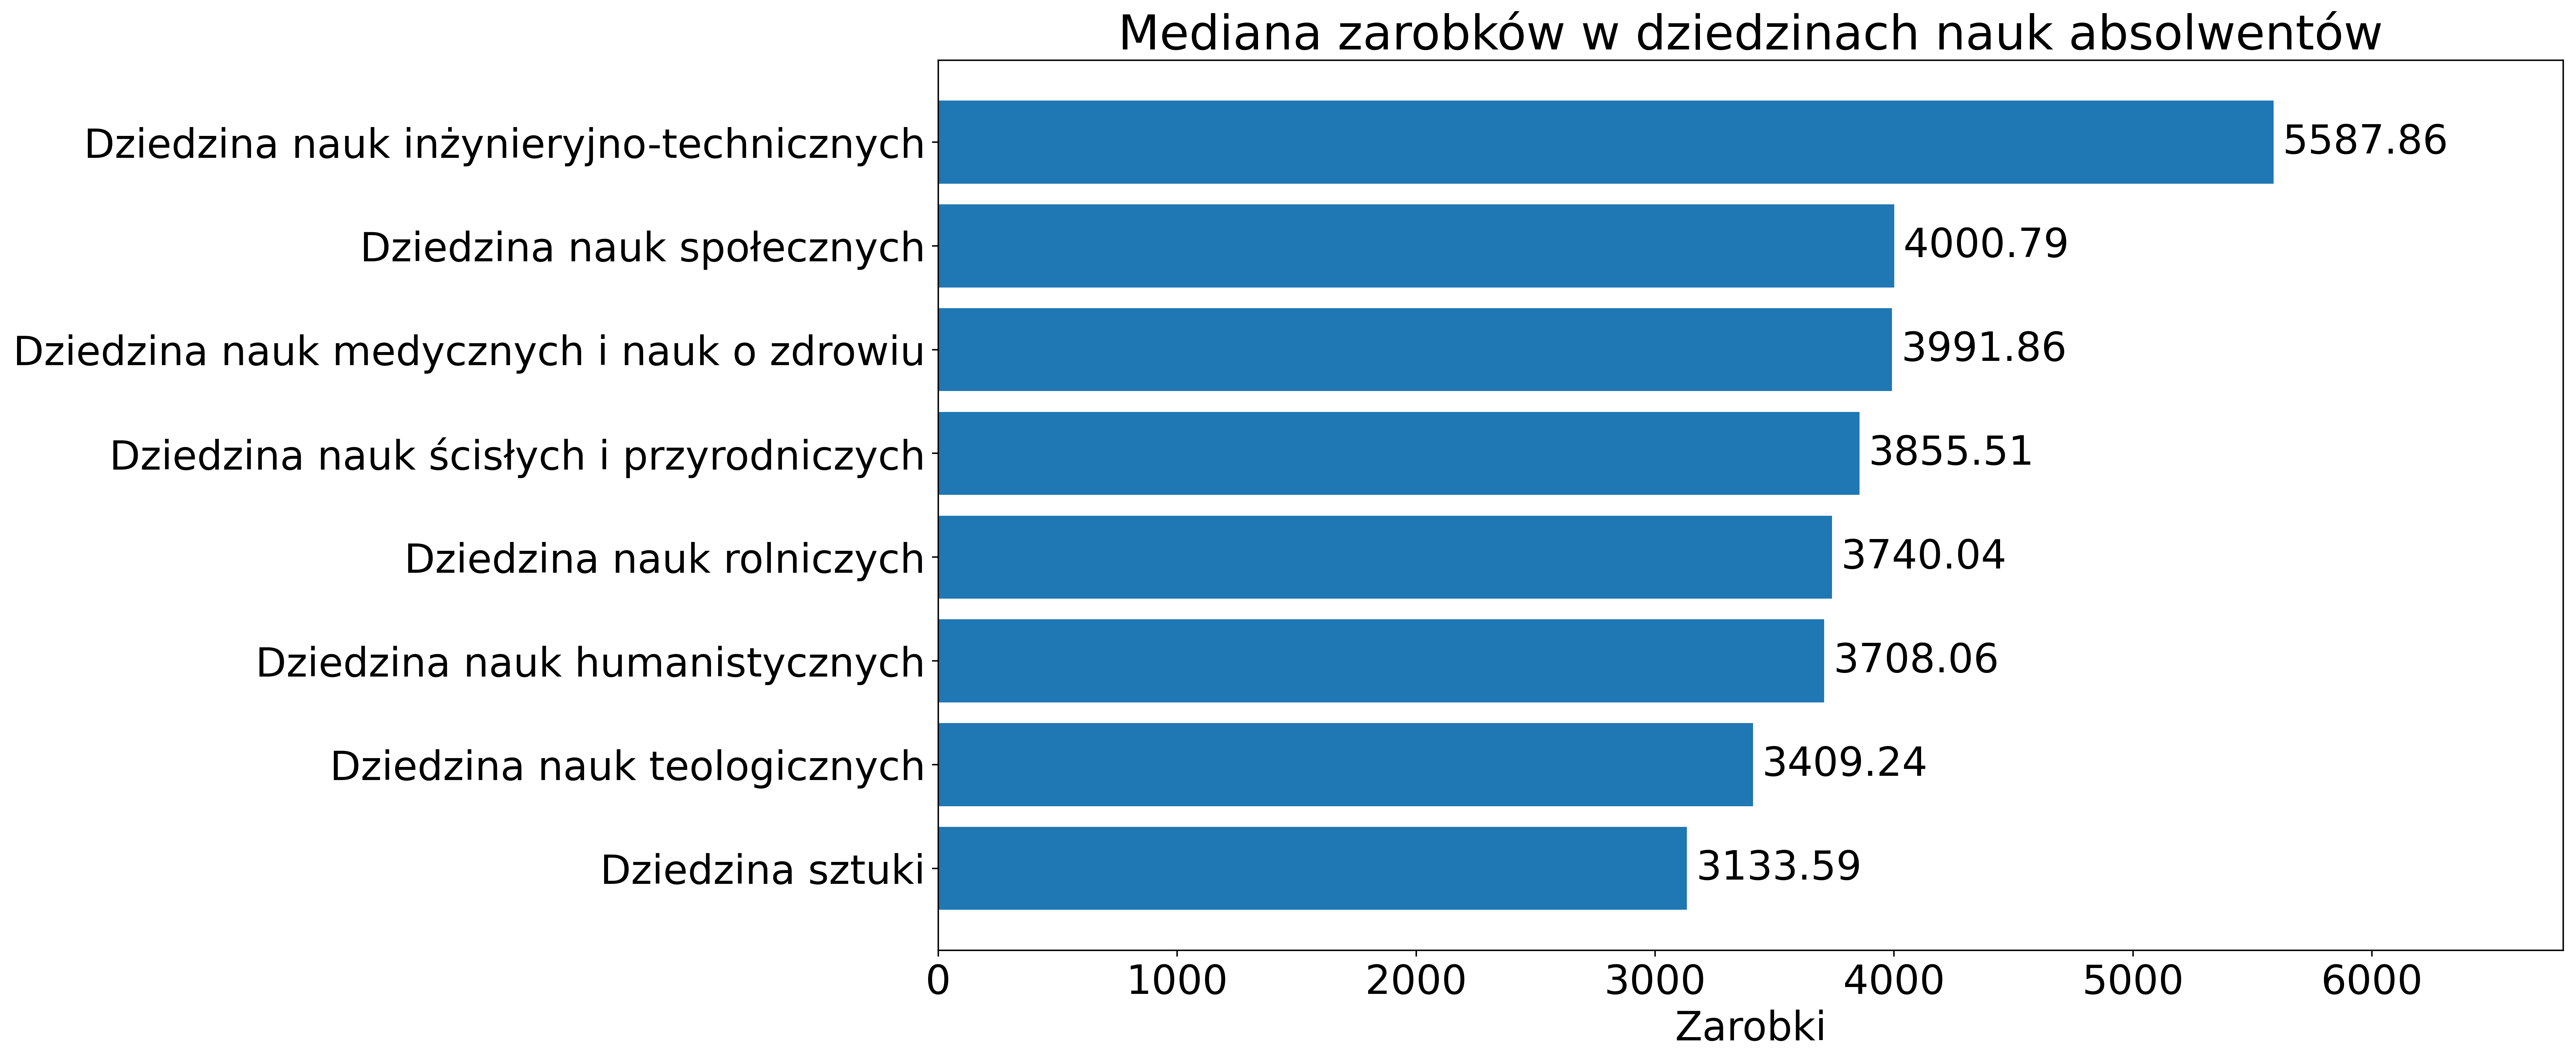 Mediana zarobków w dziedzinach nauk absolwentów
Dziedzina nauk inżynieryjno-technicznych 5587.86
Dziedzina nauk społecznych 4000.79
Dziedzina nauk medycznych i nauk o zdrowiu 3991.86
Dziedzina nauk ścisłych i przyrodniczych 3855.51
Dziedzina nauk rolniczych 3740.04
Dziedzina nauk humanistycznych 3708.06
Dziedzina nauk teologicznych 3409.24
Dziedzina sztuki 3133.59
0 1000 2000 3000 4000 5000 6000
Zarobki